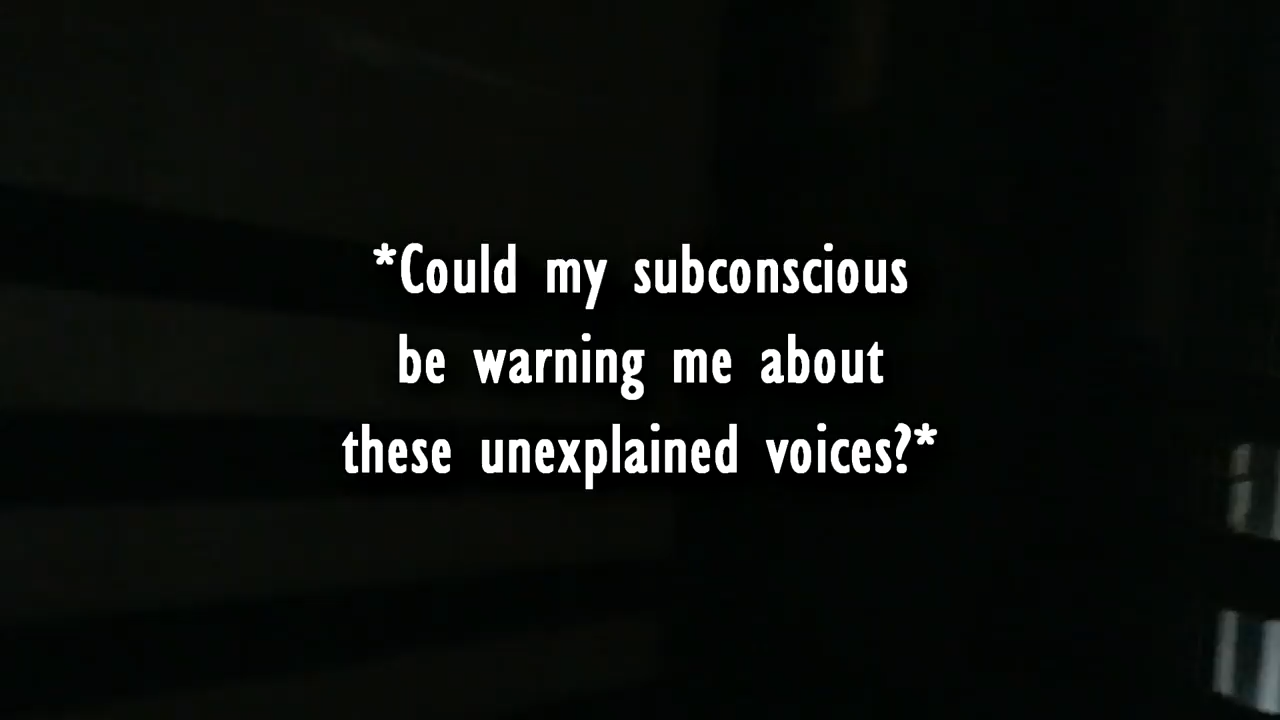 *Could my subconscious
be warning me about
these unexplained voices?*